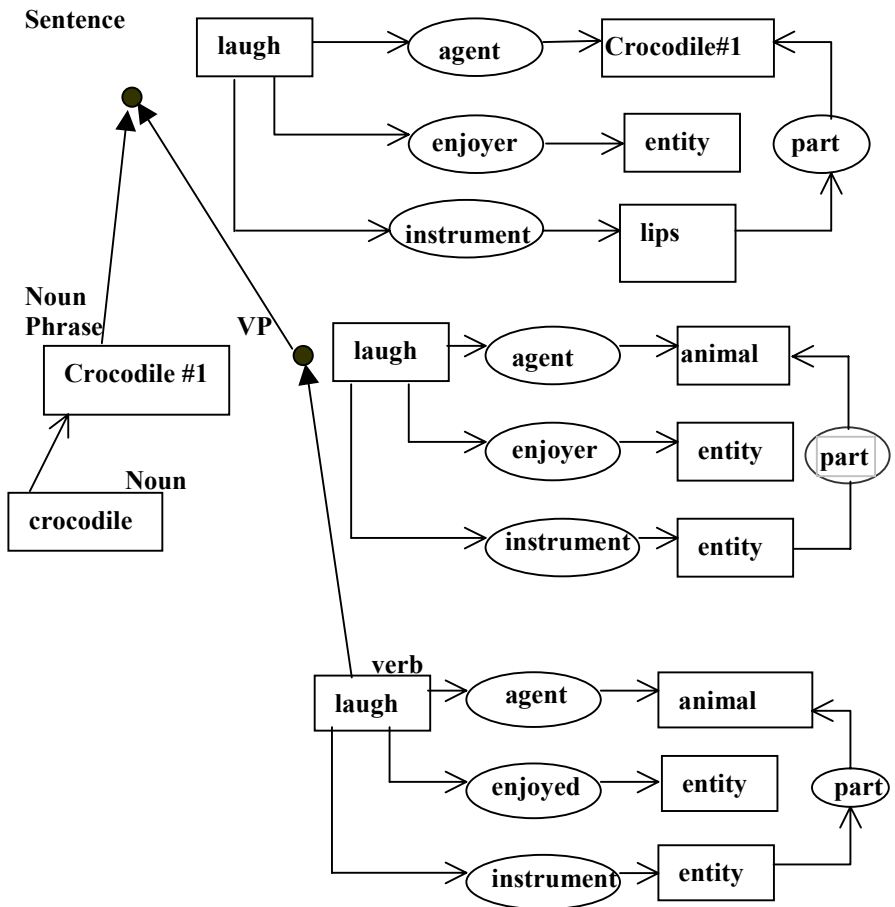 Sentence
laugh
agent
Crocodile#1
enjoyer
entity
part
instrument
lips
Noun
Phrase
VP
Crocodile #1
Noun
crocodile
laugh
agent
animal
enjoyer
entity
part
instrument
entity
verb
laugh
agent
animal
enjoyed
entity
part
instrument
entity